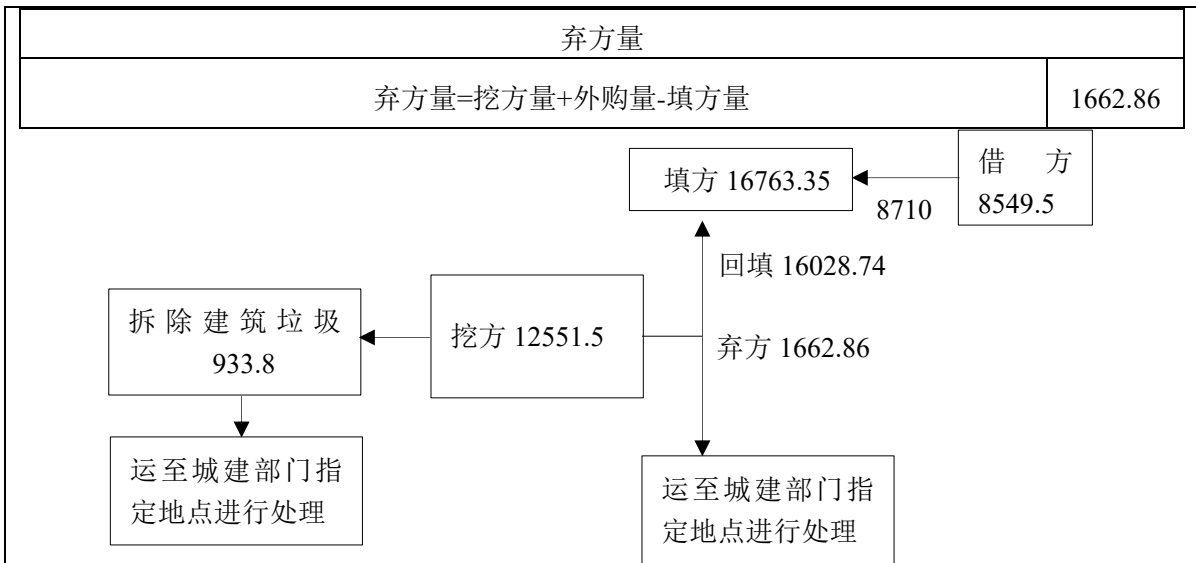 弃方量
弃方量=挖方量+外购量-填方量 1662.86
填方 16763.35
借方
8549.5
8710
回填 16028.74
拆除建筑垃圾
933.8
挖方 12551.5
弃方 1662.86
运至城建部门指
定地点进行处理
运至城建部门指
定地点进行处理